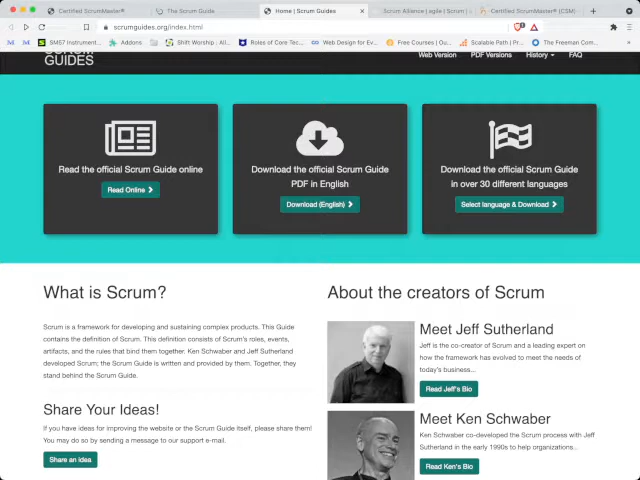 Certified ScrumMaster®
The Scrum Guide
Home | Scrum Guides
Scrum Alliance | agile | Scrum |
Certified ScrumMaster® (CSM)
scrumguides.org/index.html
SM67 Instrument...
Addons
Shift Worship : All...
Roles of Core Tec...
Web Design for Ev...
Free Courses | Ou...
Scalable Path | Pr...
The Freeman Com...
GUIDES
Web Version
PDF Versions
History
FAQ
Read the official Scrum Guide online
Read Online
Download the official Scrum Guide
PDF in English
Download (English)
Download the official Scrum Guide
in over 30 different languages
Select language & Download
What is Scrum?
Scrum is a framework for developing and sustaining complex products. This Guide
contains the definition of Scrum. This definition consists of Scrum's roles, events,
artifacts, and the rules that bind them together. Ken Schwaber and Jeff Sutherland
developed Scrum; the Scrum Guide is written and provided by them. Together, they
stand behind the Scrum Guide.
Share Your Ideas!
If you have ideas for improving the website or the Scrum Guide itself, please share them!
You may do so by sending a message to our support e-mail.
Share an Idea
About the creators of Scrum
Meet Jeff Sutherland
Jeff is the co-creator of Scrum and a leading expert on
how the framework has evolved to meet the needs of
today's business...
Read Jeff's Bio
Meet Ken Schwaber
Ken Schwaber co-developed the Scrum process with Jeff
Sutherland in the early 1990s to help organizations...
Read Ken's Bio